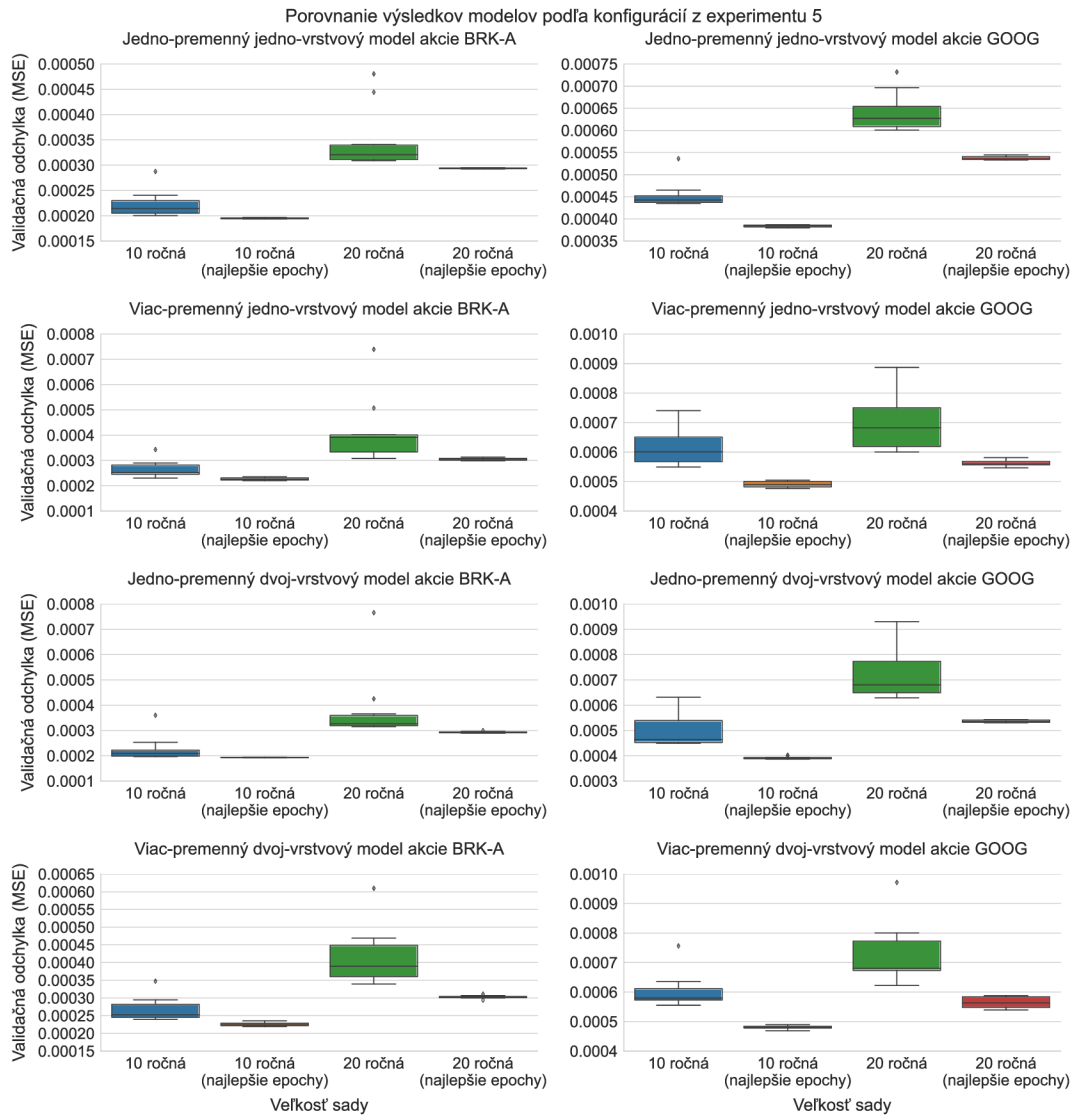 Porovnanie výsledkov modelov podľa konfigurácií z experimentu 5
Jedno-premenný jedno-vrstvový model akcie BRK-A
Validačná odchylka (MSE)
0.00050
0.00045
0.00040
0.00035
0.00030
0.00025
0.00020
0.00015
10 ročná
10 ročná
(najlepšie epochy)
20 ročná
20 ročná
(najlepšie epochy)
Jedno-premenný jedno-vrstvový model akcie GOOG
0.00075
0.00065
0.00060
0.00055
0.00045
0.00040
0.00035
10 ročná
10 ročná
(najlepšie epochy)
20 ročná
20 ročná
(najlepšie epochy)
Viac-premenný jedno-vrstvový model akcie BRK-A
Validačná odchylka (MSE)
0.0008
0.0007
0.0006
0.0005
0.0004
0.0003
0.0002
0.0001
10 ročná
10 ročná
(najlepšie epochy)
20 ročná
20 ročná
(najlepšie epochy)
Viac-premenný jedno-vrstvový model akcie GOOG
0.0010
0.0009
0.0008
0.0007
0.0006
0.0005
0.0004
10 ročná
10 ročná
(najlepšie epochy)
20 ročná
20 ročná
(najlepšie epochy)
Jedno-premenný dvoj-vrstvový model akcie BRK-A
Validačná odchylka (MSE)
0.0008
0.0007
0.0006
0.0005
0.0004
0.0003
0.0002
0.0001
10 ročná
10 ročná
(najlepšie epochy)
20 ročná
20 ročná
(najlepšie epochy)
Jedno-premenný dvoj-vrstvový model akcie GOOG
0.0010
0.0009
0.0008
0.0007
0.0006
0.0005
0.0004
0.0003
10 ročná
10 ročná
(najlepšie epochy)
20 ročná
20 ročná
(najlepšie epochy)
Viac-premenný dvoj-vrstvový model akcie BRK-A
Validačná odchylka (MSE)
0.00065
0.00060
0.00055
0.00050
0.00045
0.00040
0.00035
0.00030
0.00025
0.00020
0.00015
10 ročná
10 ročná
(najlepšie epochy)
20 ročná
20 ročná
(najlepšie epochy)
Veľkosť sady
Viac-premenný dvoj-vrstvový model akcie GOOG
0.0010
0.0009
0.0008
0.0007
0.0006
0.0005
0.0004
10 ročná
10 ročná
(najlepšie epochy)
20 ročná
20 ročná
(najlepšie epochy)
Veľkosť sady